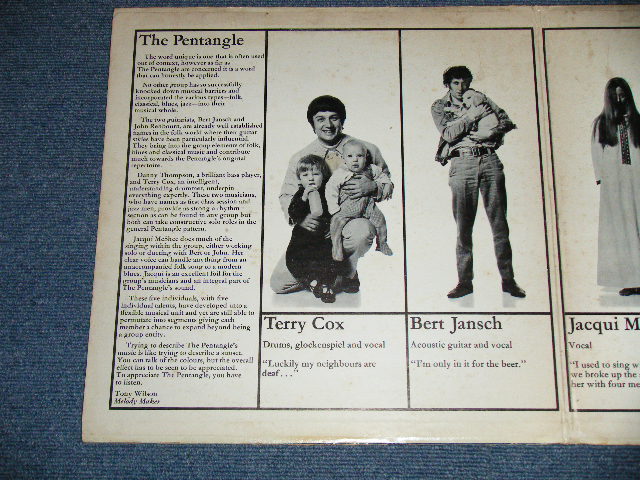 The Pentangle
The word unique is one that is often used
out of context, however as far as
The Pentangle are concerned it is a word
that can honestly be applied.
No other group has so successfully
knocked down musical barriers and
incorporated the various types—folk,
classical, blues, jazz—into their
musical whole.
The two guitarists, Bert Jansch and
John Renbourn, are already well established
names in the folk world where their guitar
styles have been particularly influential.
They bring into the group elements of folk,
blues and classical music and contribute
much towards the Pentangle's original
repertoire.
Danny Thompson, a brilliant bass player,
and Terry Cox, an intelligent,
understanding drummer, underpin
everything expertly. These two musicians,
who have names as first class session and
jazz men, provide as strong a rhythm
section as can be found in any group but
both can take constructive solo roles in the
general Pentangle pattern.
Jacqui McShee does much of the
singing within the group, either working
solo or duetting with Bert or John. Her
clear voice can handle anything from an
unaccompanied folk song to a modern
blues. Jacqui is an excellent foil for the
group's musicians and an integral part of
The Pentangle's sound.
These five individuals, with five
individual talents, have developed into a
flexible musical unit and yet are still able to
permutate into segments giving each
member a chance to expand beyond being
a group entity.
Trying to describe The Pentangle's
music is like trying to describe a sunset.
You can talk of the colours, but the overall
effect has to be seen to be appreciated.
To appreciate The Pentangle, you have
to listen.
Tony Wilson
Melody Maker
Terry Cox
Drums, glockenspiel and vocal
"Luckily my neighbours are
deaf . . ."
Bert Jansch
Acoustic guitar and vocal
"I'm only in it for the beer."
Jacqui M
Vocal
"I used to sing w
we broke up the
her with four me